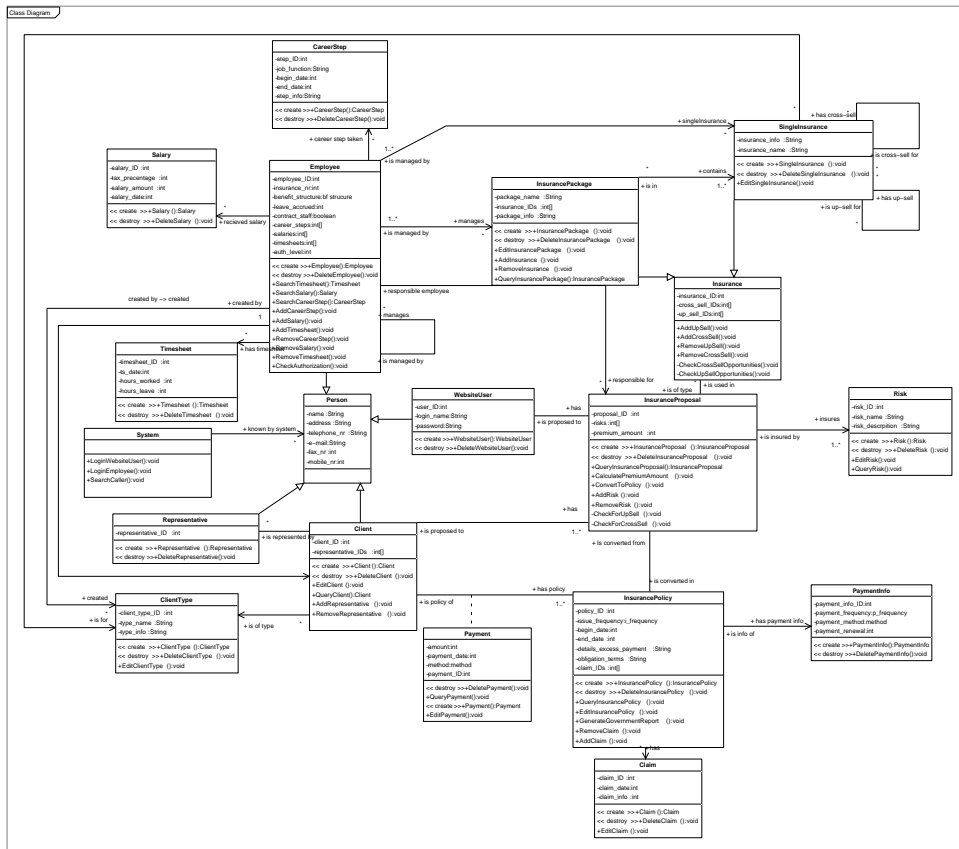 Class Diagram
CareerStep
-step_ID:int
-job_function:String
-begin_date:int
-end_date:int
-step_info:String
<< create >>+CareerStep():CareerStep
<< destroy >>+DeleteCareerStep():void
+ career step taken
*
Salary
-salary_ID :int
-tax_precentage :int
-salary_amount :int
-salary_date:int
<< create >>+Salary():Salary
<< destroy >>+DeleteSalary():void
+ recieved salary
*
Employee
-employee_ID:int
-insurance_nr:int
-benefit_structure:bf strucure
-leave_accrued:int
-contract_staff:boolean
-career_steps:int[]
-salaries:int[]
-timesheets:int[]
-auth_level:int
<< create >>+Employee():Employee
<< destroy >>+DeleteEmployee():void
+SearchTimesheet():Timesheet
+SearchSalary():Salary
+SearchCareerStep():CareerStep
+AddCareerStep():void
+AddSalary():void
+AddTimesheet():void
+RemoveCareerStep():void
+RemoveSalary():void
+RemoveTimesheet():void
+CheckAuthorization():void
1..*
+ is managed by
+ singleInsurance
*
1..*
+ is managed by
+ manages
*
+ responsible employee
*
+ manages
*
+ is managed by
created by -> created
+ created by
1
*
+ has timesheet
InsurancePackage
-package_name :String
-insurance_IDs :int[]
-package_info :String
<< create >>+InsurancePackage ():void
<< destroy >>+DeleteInsurancePackage ():void
+EditInsurancePackage ():void
+AddInsurance ():void
+RemoveInsurance ():void
+QueryInsurancePackage():InsurancePackage
*
+ is in
+ contains
1..*
SingleInsurance
-insurance_info :String
-insurance_name :String
<< create >>+SingleInsurance ():void
<< destroy >>+DeleteSingleInsurance ():void
+EditSingleInsurance():void
*
+ has cross-sell
*
+ is cross-sell for
+ has up-sell
*
+ is up-sell for
*
Insurance
-insurance_ID:int
-cross_sell_IDs:int[]
-up_sell_IDs:int[]
+AddUpSell():void
+AddCrossSell():void
+RemoveUpSell():void
+RemoveCrossSell():void
-CheckCrossSellOpportunities():void
-CheckUpSellOpportunities():void
+ is used in
+ is of type
*
+ responsible for
*
Timesheet
-timesheet_ID :int
-ts_date:int
-hours_worked :int
-hours_leave :int
<< create >>+Timesheet ():Timesheet
<< destroy >>+DeleteTimesheet ():void
Person
-name :String
-address :String
-telephone_nr :String
-e-mail:String
-fax_nr :int
-mobile_nr:int
WebsiteUser
-user_ID:int
-login_name:String
-password:String
<< create >>+WebsiteUser():WebsiteUser
<< destroy >>+DeleteWebsiteUser():void
+ has
+ is proposed to
InsuranceProposal
-proposal_ID :int
-risks:int[]
-premium_amount :int
<< create >>+InsuranceProposal ():InsuranceProposal
<< destroy >>+DeleteInsuranceProposal ():void
+QueryInsuranceProposal():InsuranceProposal
+CalculatePremiumAmount ():void
+ConvertToPolicy ():void
+AddRisk ():void
+RemoveRisk ():void
-CheckForUpSell ():void
-CheckForCrossSell ():void
+ insures
*
+ is insured by
1..*
Risk
-risk_ID :int
-risk_name :String
-risk_descrpition :String
<< create >>+Risk():Risk
<< destroy >>+DeleteRisk ():void
+EditRisk():void
+QueryRisk():void
System
+LoginWebsiteUser():void
+LoginEmployee():void
+SearchCaller():void
+ known by system
*
Representative
-representative_ID :int
<< create >>+Representative ():Representative
<< destroy>>+DeleteRepresentative():void
*
+ is represented by
Client
-client_ID :int
-representative_IDs :int[]
<< create >>+Client():Client
<< destroy >>+DeleteClient ():void
+EditClient ():void
+QueryClient():Client
+AddRepresentative ():void
+RemoveRepresentative ():void
+ is proposed to
+ has
1..*
+ Is converted from
+ is converted in
+ has policy
1..*
+ is policy of
+ created
*
+ is for
*
ClientType
-client_type_ID :int
-type_name :String
-type_info :String
<< create >>+ClientType ():ClientType
<< destroy >>+DeleteClientType ():void
+EditClientType ():void
+ is of type
*
Payment
-amount:int
-payment_date:int
-method:method
-payment_ID:int
<< destroy >>+DeletePayment():void
+QueryPayment():void
<< create >>+Payment():Payment
+EditPayment():void
InsurancePolicy
-policy_ID :int
-issue_frequency:i_frequency
-begin_date:int
-end_date :int
-details_excess_payment :String
-obligation_terms :String
-claim_IDs :int[]
<< create >>+InsurancePolicy ():InsurancePolicy
<< destroy >>+DeleteInsurancePolicy ():void
+QueryInsurancePolicy ():void
+EditInsurancePolicy ():void
+GenerateGovernmentReport ():void
+RemoveClaim ():void
+AddClaim ():void
+ has payment info
+ is info of
PaymentInfo
-payment_info_ID:int
-payment_frequency:p_frequency
-payment_method:method
-payment_renewal:int
<< create >>+PaymentInfo():PaymentInfo
<< destroy >>+DeletePaymentInfo():void
*
+ has
Claim
-claim_ID :int
-claim_date:int
-claim_info :int
<< create >>+Claim ():Claim
<< destroy >>+DeleteClaim ():void
+EditClaim ():void